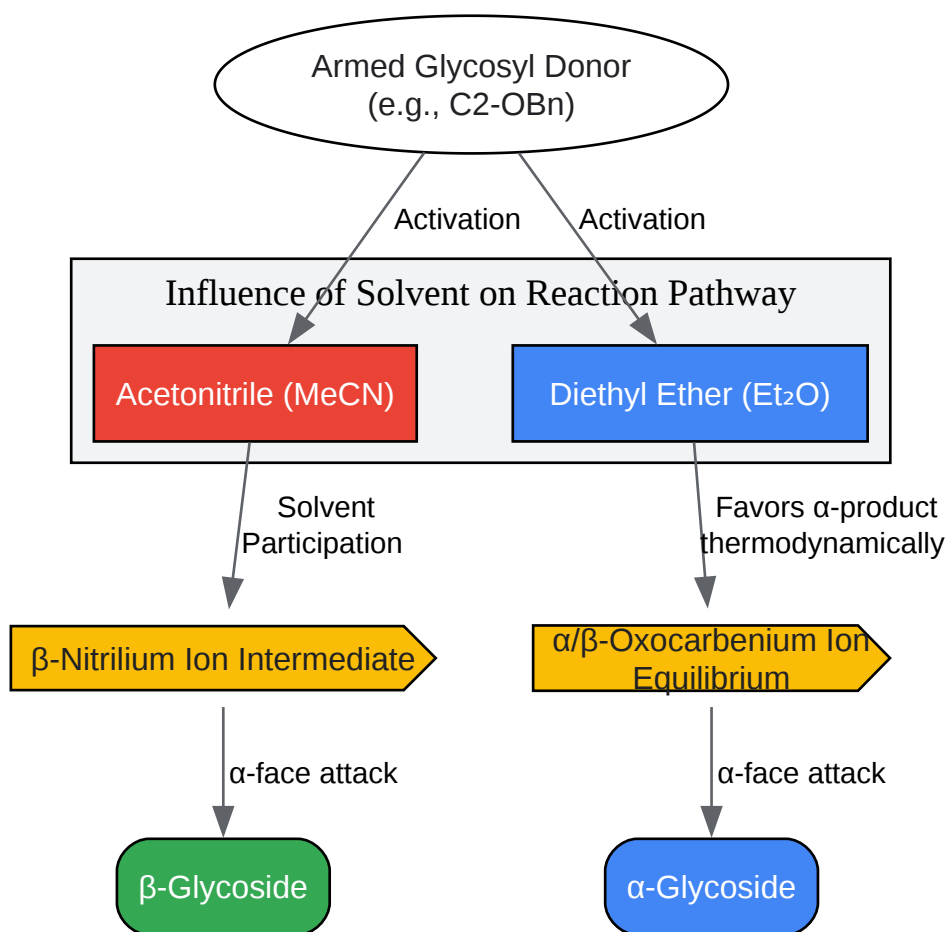 Armed Glycosyl Donor
(e.g., C2-OBn)
Activation
Activation
Influence of Solvent on Reaction Pathway
Acetonitrile (MeCN)
Diethyl Ether (Et₂O)
Solvent
Participation
Favors α-product
thermodynamically
β-Nitrilium Ion Intermediate
α/β-Oxocarbenium Ion
Equilibrium
α-face attack
α-face attack
β-Glycoside
α-Glycoside